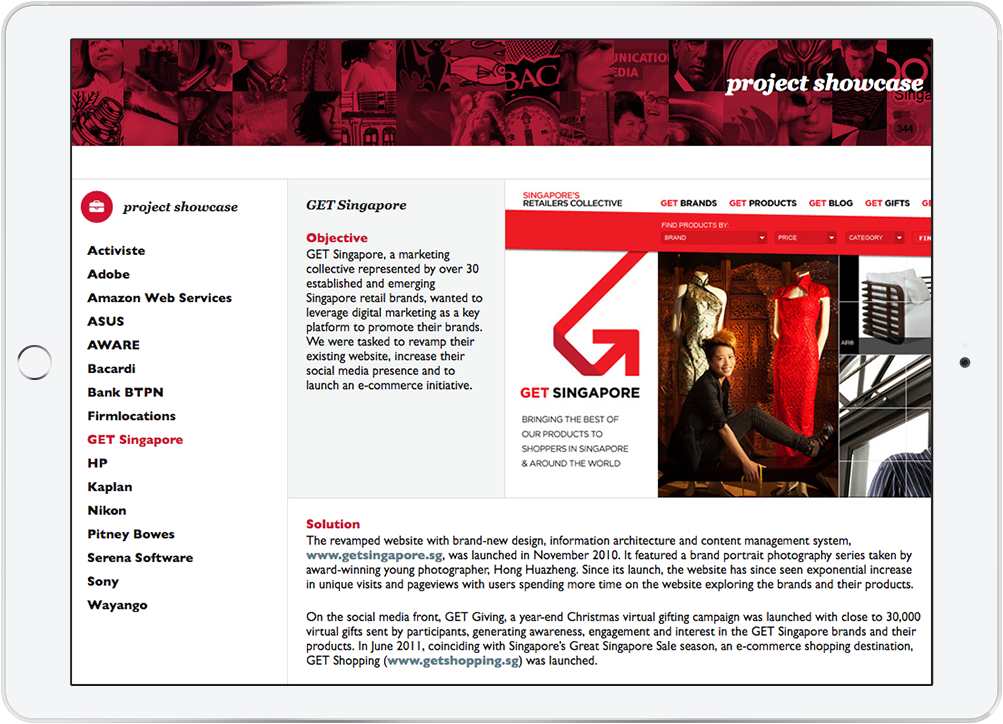 MUNICATION
EDIA
BAG
project showcase
Singa
344
project showcase
Activiste
Adobe
Amazon Web Services
ASUS
AWARE
Bacardi
Bank BTPN
Firmlocations
GET Singapore
HP
Kaplan
Nikon
Pitney Bowes
Serena Software
Sony
Wayango
GET Singapore
Objective
GET Singapore, a marketing
collective represented by over 30
established and emerging
Singapore retail brands, wanted to
leverage digital marketing as a key
platform to promote their brands.
We were tasked to revamp their
existing website, increase their
social media presence and to
launch an e-commerce initiative.
SINGAPORE'S
RETAILERS COLLECTIVE
GET BRANDS GET PRODUCTS GET BLOG GET GIFTS GE
FIND PRODUCTS BY:
BRAND PRICE CATEGORY FIN
AIR®
GET SINGAPORE
BRINGING THE BEST OF
OUR PRODUCTS TO
SHOPPERS IN SINGAPORE
& AROUND THE WORLD
Solution
The revamped website with brand-new design, information architecture and content management system,
www.getsingapore.sg, was launched in November 2010. It featured a brand portrait photography series taken by
award-winning young photographer, Hong Huazheng. Since its launch, the website has since seen exponential increase
in unique visits and pageviews with users spending more time on the website exploring the brands and their products.
On the social media front, GET Giving, a year-end Christmas virtual gifting campaign was launched with close to 30,000
virtual gifts sent by participants, generating awareness, engagement and interest in the GET Singapore brands and their
products. In June 2011, coinciding with Singapore's Great Singapore Sale season, an e-commerce shopping destination,
GET Shopping (www.getshopping.sg) was launched.